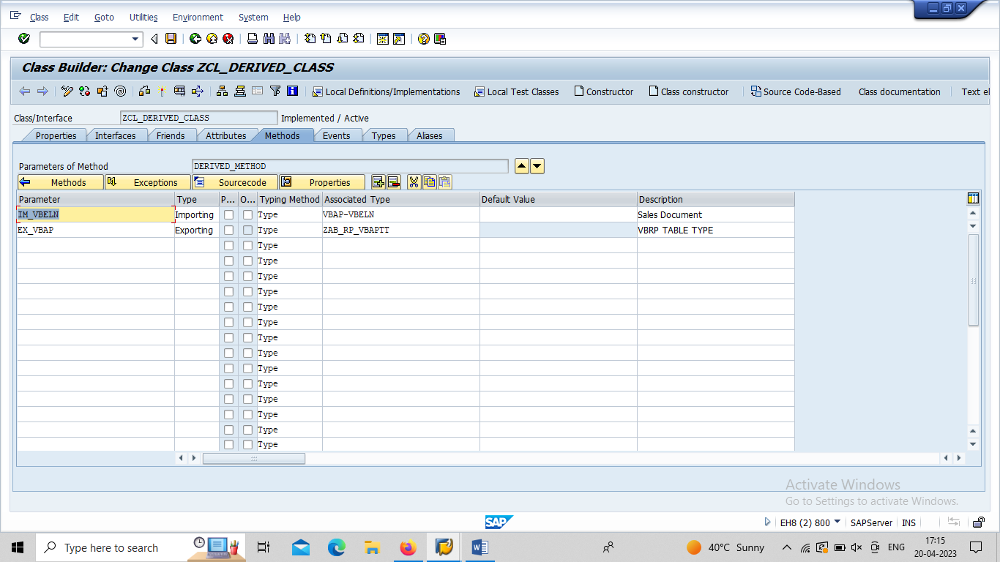 Class Edit Goto Utilities Environment System Help
Class Builder: Change Class ZCL_DERIVED_CLASS
Local Definitions/Implementations Local Test Classes Constructor Class constructor Source Code-Based Class documentation Text el
Class/Interface ZCL_DERIVED_CLASS Implemented / Active
Properties Interfaces Friends Attributes Methods Events Types Aliases
Parameters of Method DERIVED_METHOD
Methods Exceptions Sourcecode Properties
Parameter Type P... O... Typing Method Associated Type Default Value Description
IM_VBELN Importing Type VBAP-VBELN Sales Document
EX_VBAP Exporting Type ZAB_RP_VBAPTT VBRP TABLE TYPE
Type
Type
Type
Type
Type
Type
Type
Type
Type
Type
Type
Type
Type
Type
Activate Windows
Go to Settings to activate Windows.
SAP EH8 (2) 800 SAPServer INS
Type here to search 40°C Sunny ENG 17:15
20-04-2023